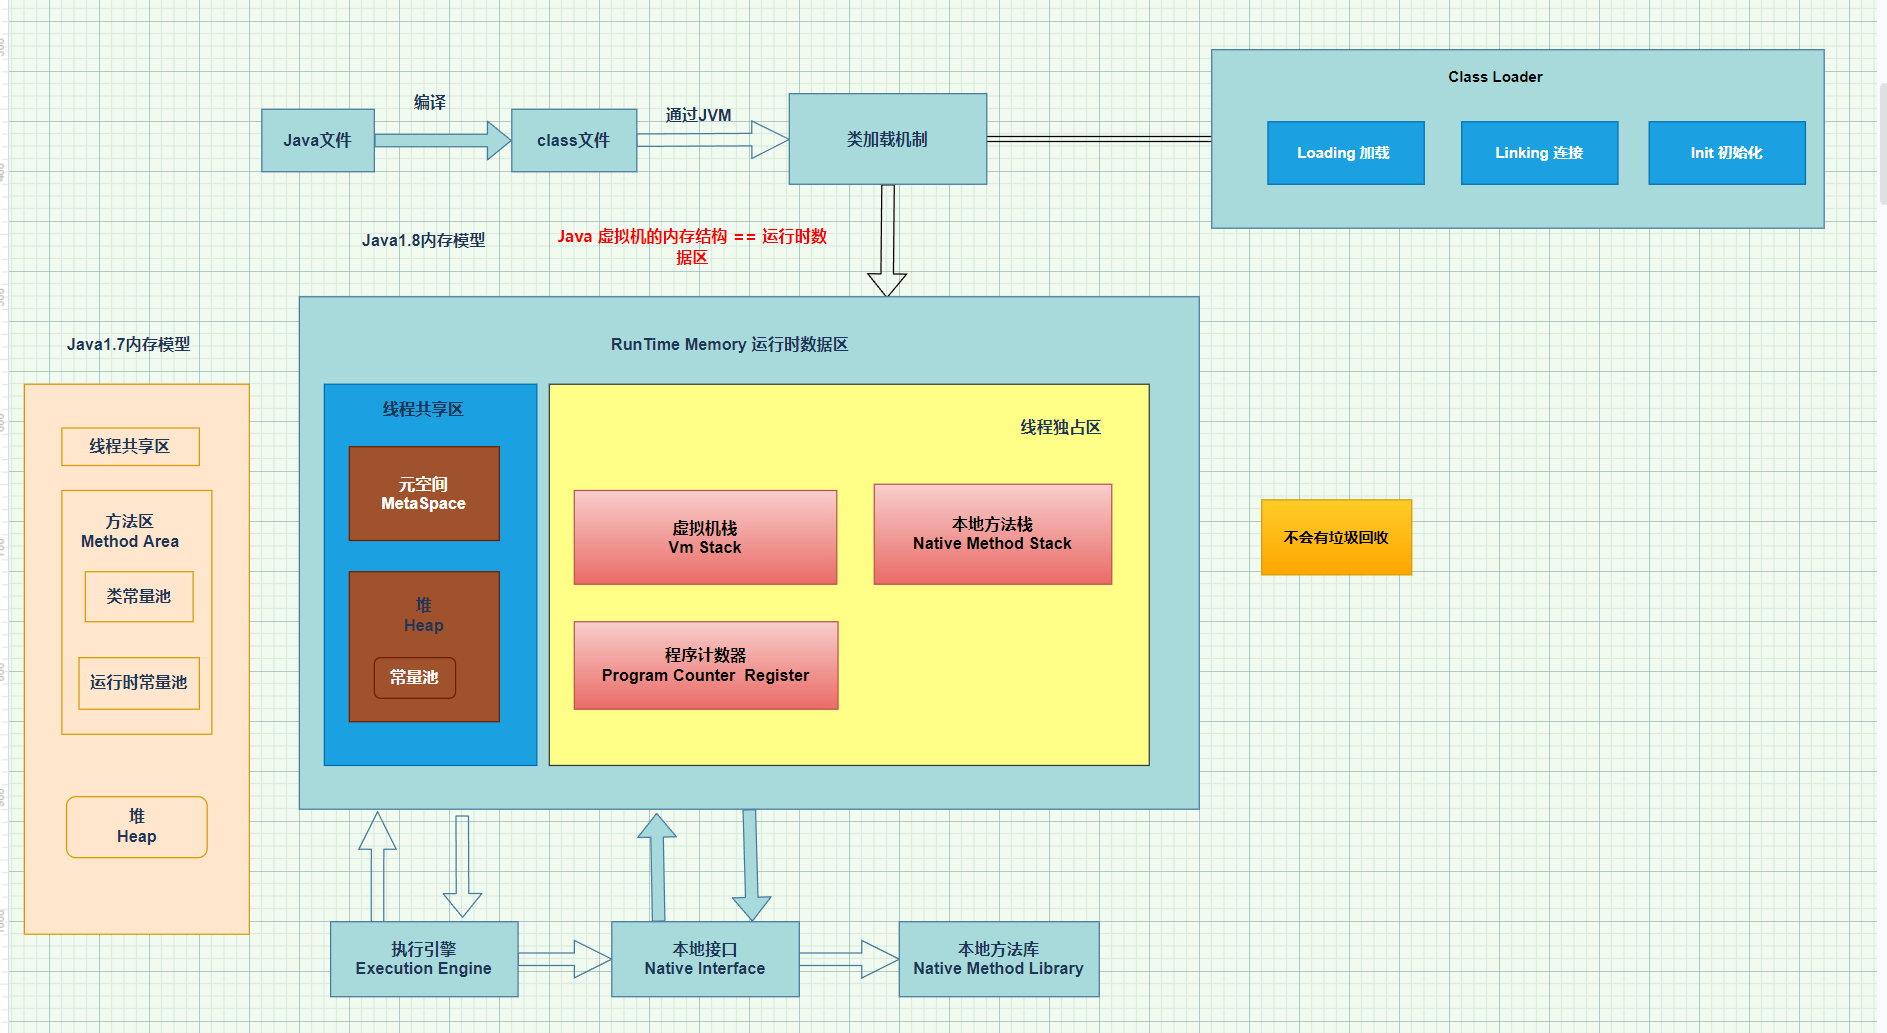 Class Loader
编译
通过JVM
Java文件
class文件
类加载机制
Loading 加载
Linking 连接
Init 初始化
Java1.8内存模型
Java 虚拟机的内存结构 == 运行时数
据区
Java1.7内存模型
RunTime Memory 运行时数据区
线程共享区
线程共享区
线程独占区
方法区
Method Area
类常量池
运行时常量池
堆
Heap
元空间
MetaSpace
堆
Heap
常量池
虚拟机栈
Vm Stack
本地方法栈
Native Method Stack
程序计数器
Program Counter  Register
不会有垃圾回收
执行引擎
Execution Engine
本地接口
Native Interface
本地方法库
Native Method Library